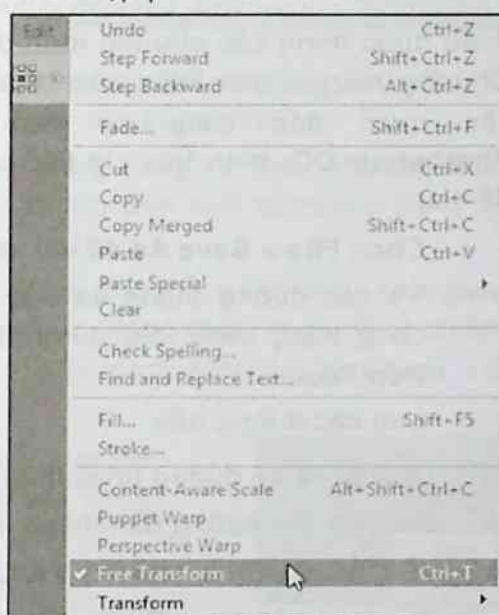 Edit
Undo Ctrl+Z
Step Forward Shift+Ctrl+Z
Step Backward Alt+Ctrl+Z
Fade... Shift+Ctrl+F
Cut Ctrl+X
Copy Ctrl+C
Copy Merged Shift+Ctrl+C
Paste Ctrl+V
Paste Special
Clear
Check Spelling...
Find and Replace Text...
Fill... Shift+F5
Stroke...
Content-Aware Scale Alt+Shift+Ctrl+C
Puppet Warp
Perspective Warp
✓ Free Transform Ctrl+T
Transform